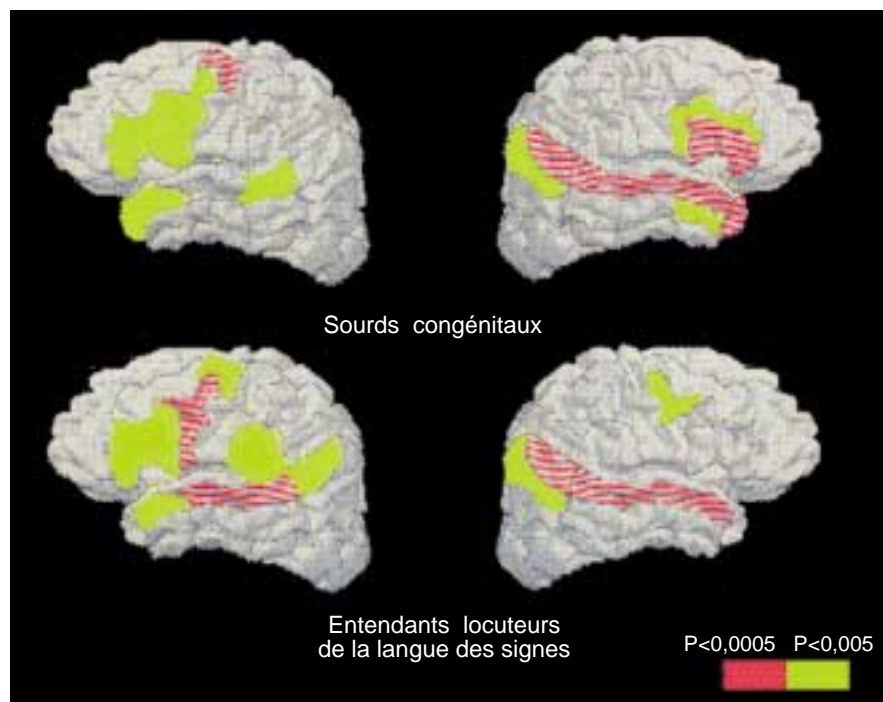 Sourds congénitaux
Entendants locuteurs
de la langue des signes
P<0,0005 P<0,005